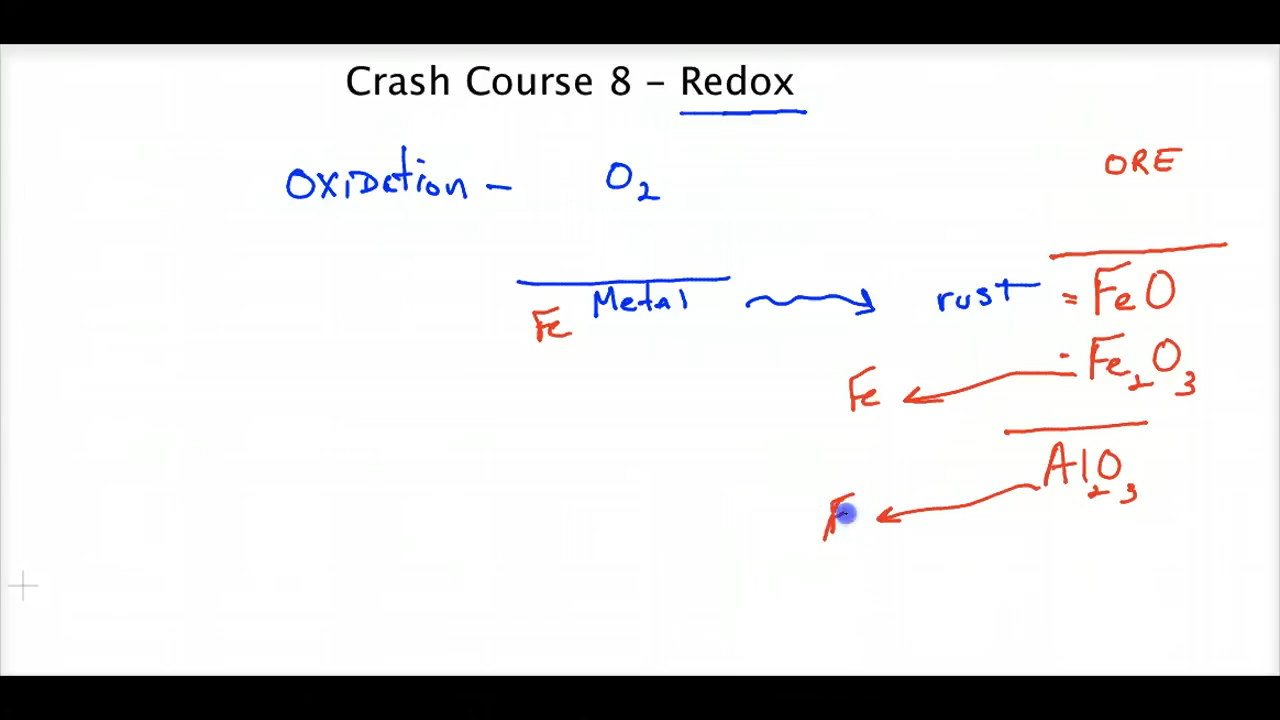 Crash Course 8 – Redox
ORE
Oxidation – O2
Metal ~> rust = FeO
Fe
- Fe2O3
Fe
Al2O3
F